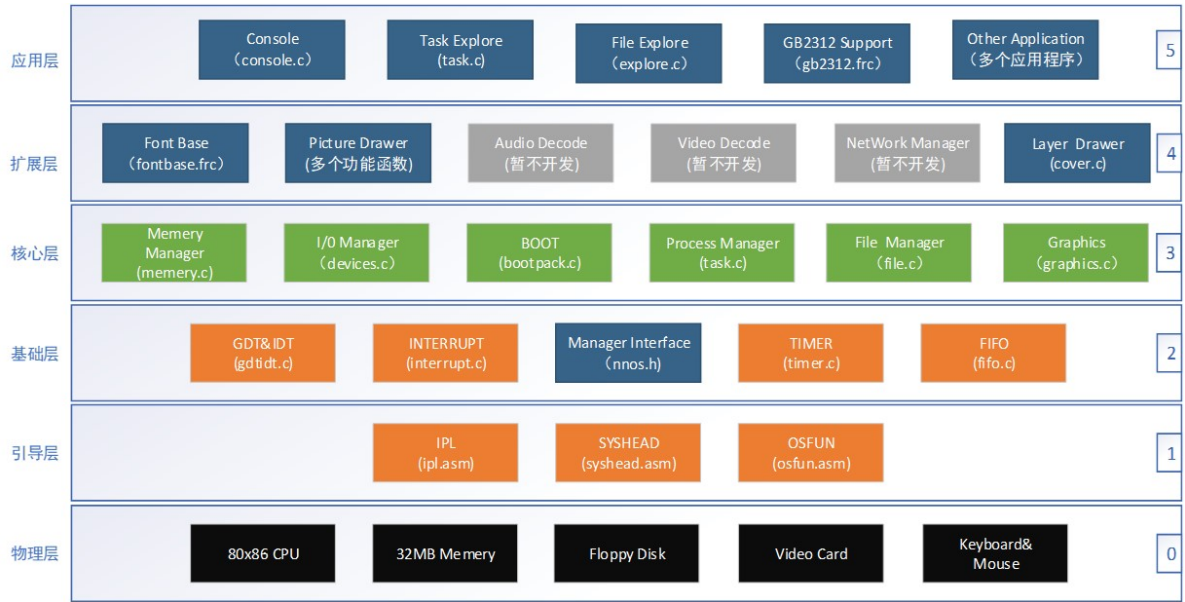 应用层
Console
（console.c）
Task Explore
(task.c)
File Explore
（explore.c）
GB2312 Support
（gb2312.frc）
Other Application
（多个应用程序）
5
扩展层
Font Base
（fontbase.frc）
Picture Drawer
(多个功能函数)
Audio Decode
(暂不开发)
Video Decode
(暂不开发)
NetWork Manager
(暂不开发)
Layer Drawer
(cover.c)
4
核心层
Memery
Manager
(memery.c)
I/0 Manager
（devices.c）
BOOT
(bootpack.c)
Process Manager
(task.c)
File Manager
（file.c）
Graphics
（graphics.c）
3
基础层
GDT&IDT
(gdtidt.c)
INTERRUPT
(interrupt.c)
Manager Interface
（nnos.h）
TIMER
(timer.c)
FIFO
(fifo.c)
2
引导层
IPL
(ipl.asm)
SYSHEAD
(syshead.asm)
OSFUN
(osfun.asm)
1
物理层
80x86 CPU
32MB Memery
Floppy Disk
Video Card
Keyboard&
Mouse
0